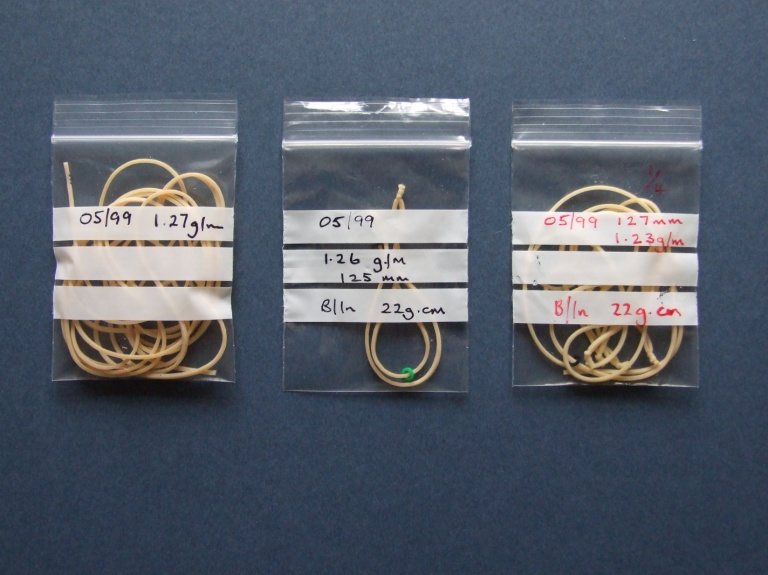 05/99 1.27g/m
05/99
1.26 g/m
125 mm
B/ln 22g.cm
1/4
05/99 127mm
1.23g/m
B/ln 22g.cm